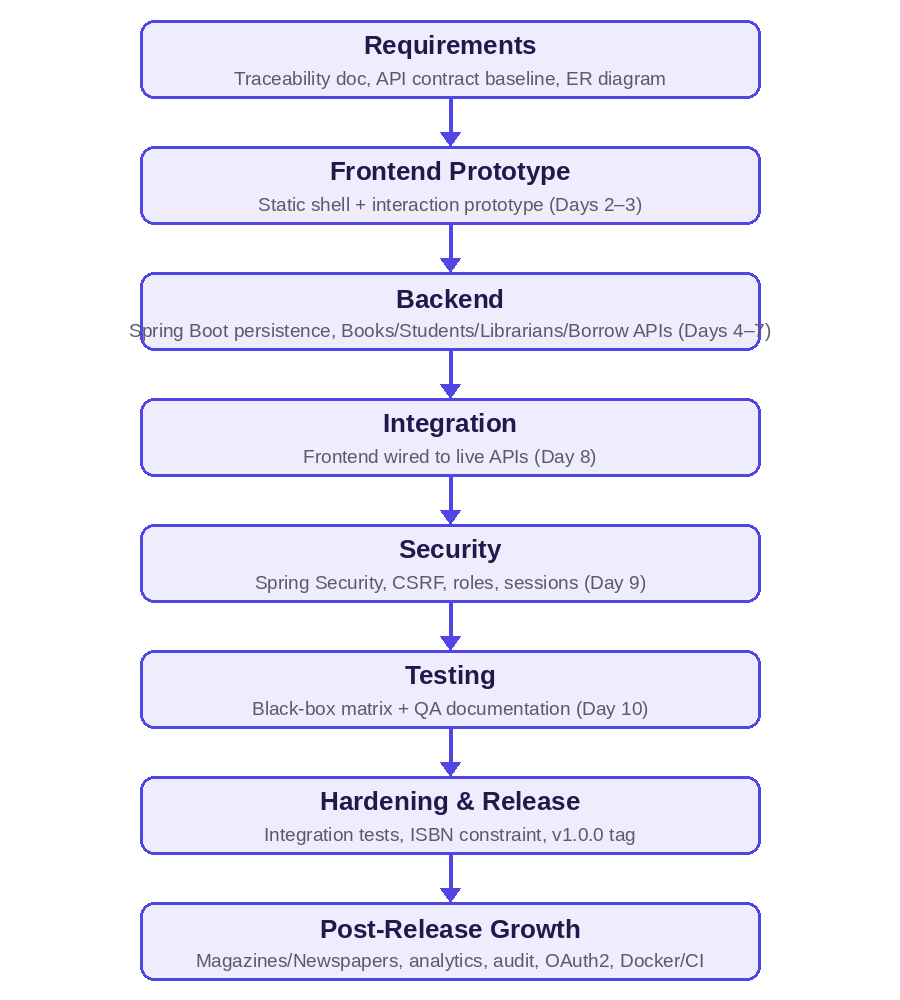 Requirements
Traceability doc, API contract baseline, ER diagram
Frontend Prototype
Static shell + interaction prototype (Days 2–3)
Backend
Spring Boot persistence, Books/Students/Librarians/Borrow APIs (Days 4–7)
Integration
Frontend wired to live APIs (Day 8)
Security
Spring Security, CSRF, roles, sessions (Day 9)
Testing
Black-box matrix + QA documentation (Day 10)
Hardening & Release
Integration tests, ISBN constraint, v1.0.0 tag
Post-Release Growth
Magazines/Newspapers, analytics, audit, OAuth2, Docker/CI